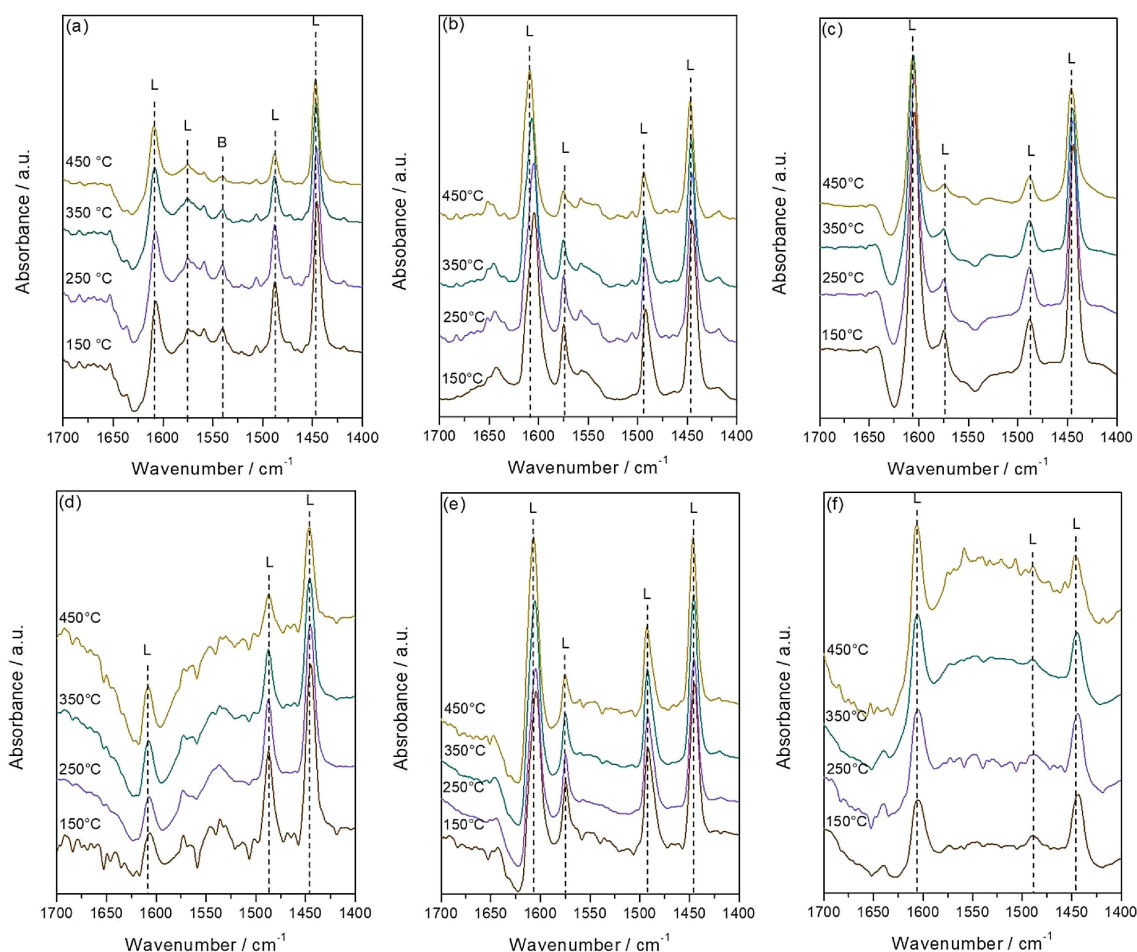 (a)
L
L
L
B
L
450 °C
350 °C
250 °C
150 °C
Absorbance / a.u.
1700 1650 1600 1550 1500 1450 1400
Wavenumber / cm⁻¹
(b)
L
L
L
L
450°C
350°C
250°C
150°C
Absobance / a.u.
1700 1650 1600 1550 1500 1450 1400
Wavenumber / cm⁻¹
(c)
L
L
L
L
450°C
350°C
250°C
150°C
Absorbance / a.u.
1700 1650 1600 1550 1500 1450 1400
Wavenumber / cm⁻¹
(d)
L
L
L
450°C
350°C
250°C
150°C
Absorbance / a.u.
1700 1650 1600 1550 1500 1450 1400
Wavenumber / cm⁻¹
(e)
L
L
L
L
450°C
350°C
250°C
150°C
Absrobance / a.u.
1700 1650 1600 1550 1500 1450 1400
Wavenumber / cm⁻¹
(f)
L
L
L
450°C
350°C
250°C
150°C
Absorbance / a.u.
1700 1650 1600 1550 1500 1450 1400
Wavenumber / cm⁻¹